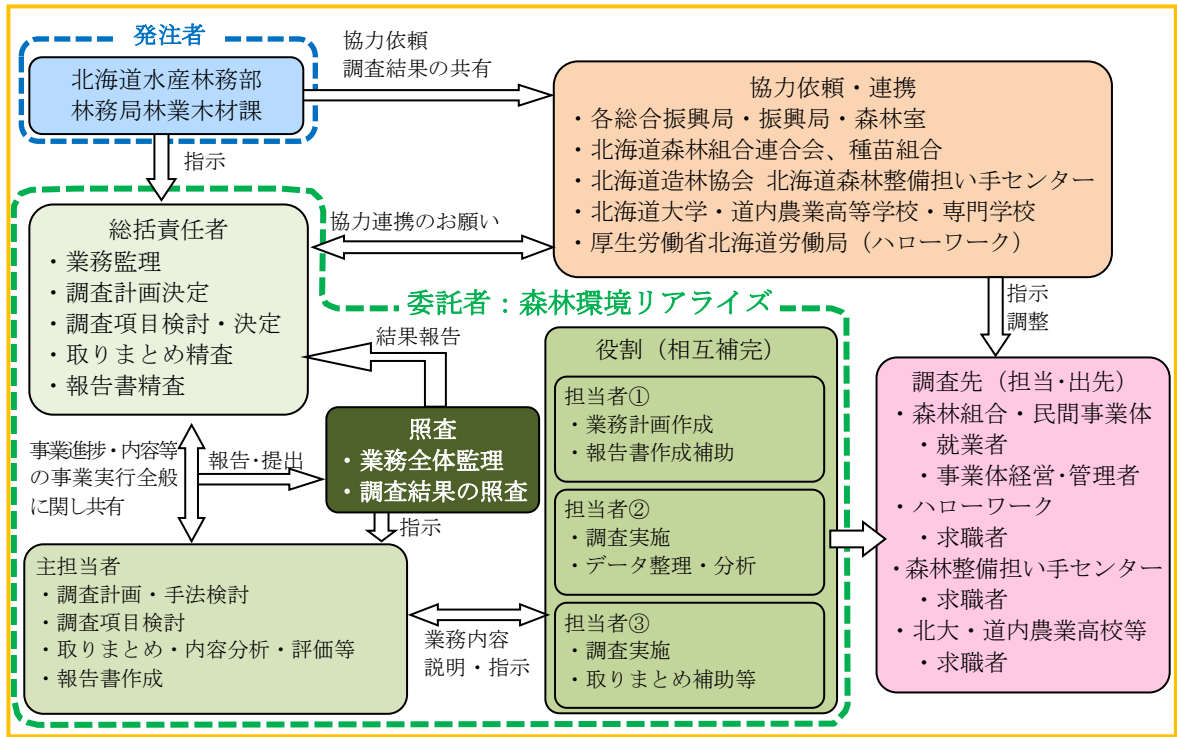 発注者
北海道水産林務部
林務局林業木材課
協力依頼
調査結果の共有
指示
協力依頼・連携
・各総合振興局・振興局・森林室
・北海道森林組合連合会、種苗組合
・北海道造林協会 北海道森林整備担い手センター
・北海道大学・道内農業高等学校・専門学校
・厚生労働省北海道労働局（ハローワーク）
総括責任者
・業務監理
・調査計画決定
・調査項目検討・決定
・取りまとめ精査
・報告書精査
協力連携のお願い
委託者：森林環境リアライズ
指示
調整
結果報告
役割（相互補完）
担当者①
・業務計画作成
・報告書作成補助
担当者②
・調査実施
・データ整理・分析
担当者③
・調査実施
・取りまとめ補助等
照査
・業務全体監理
・調査結果の照査
事業進捗・内容等
の事業実行全般
に関し共有
報告・提出
指示
主担当者
・調査計画・手法検討
・調査項目検討
・取りまとめ・内容分析・評価等
・報告書作成
業務内容
説明・指示
調査先（担当・出先）
・森林組合・民間事業体
・就業者
・事業体経営・管理者
・ハローワーク
・求職者
・森林整備担い手センター
・求職者
・北大・道内農業高校等
・求職者